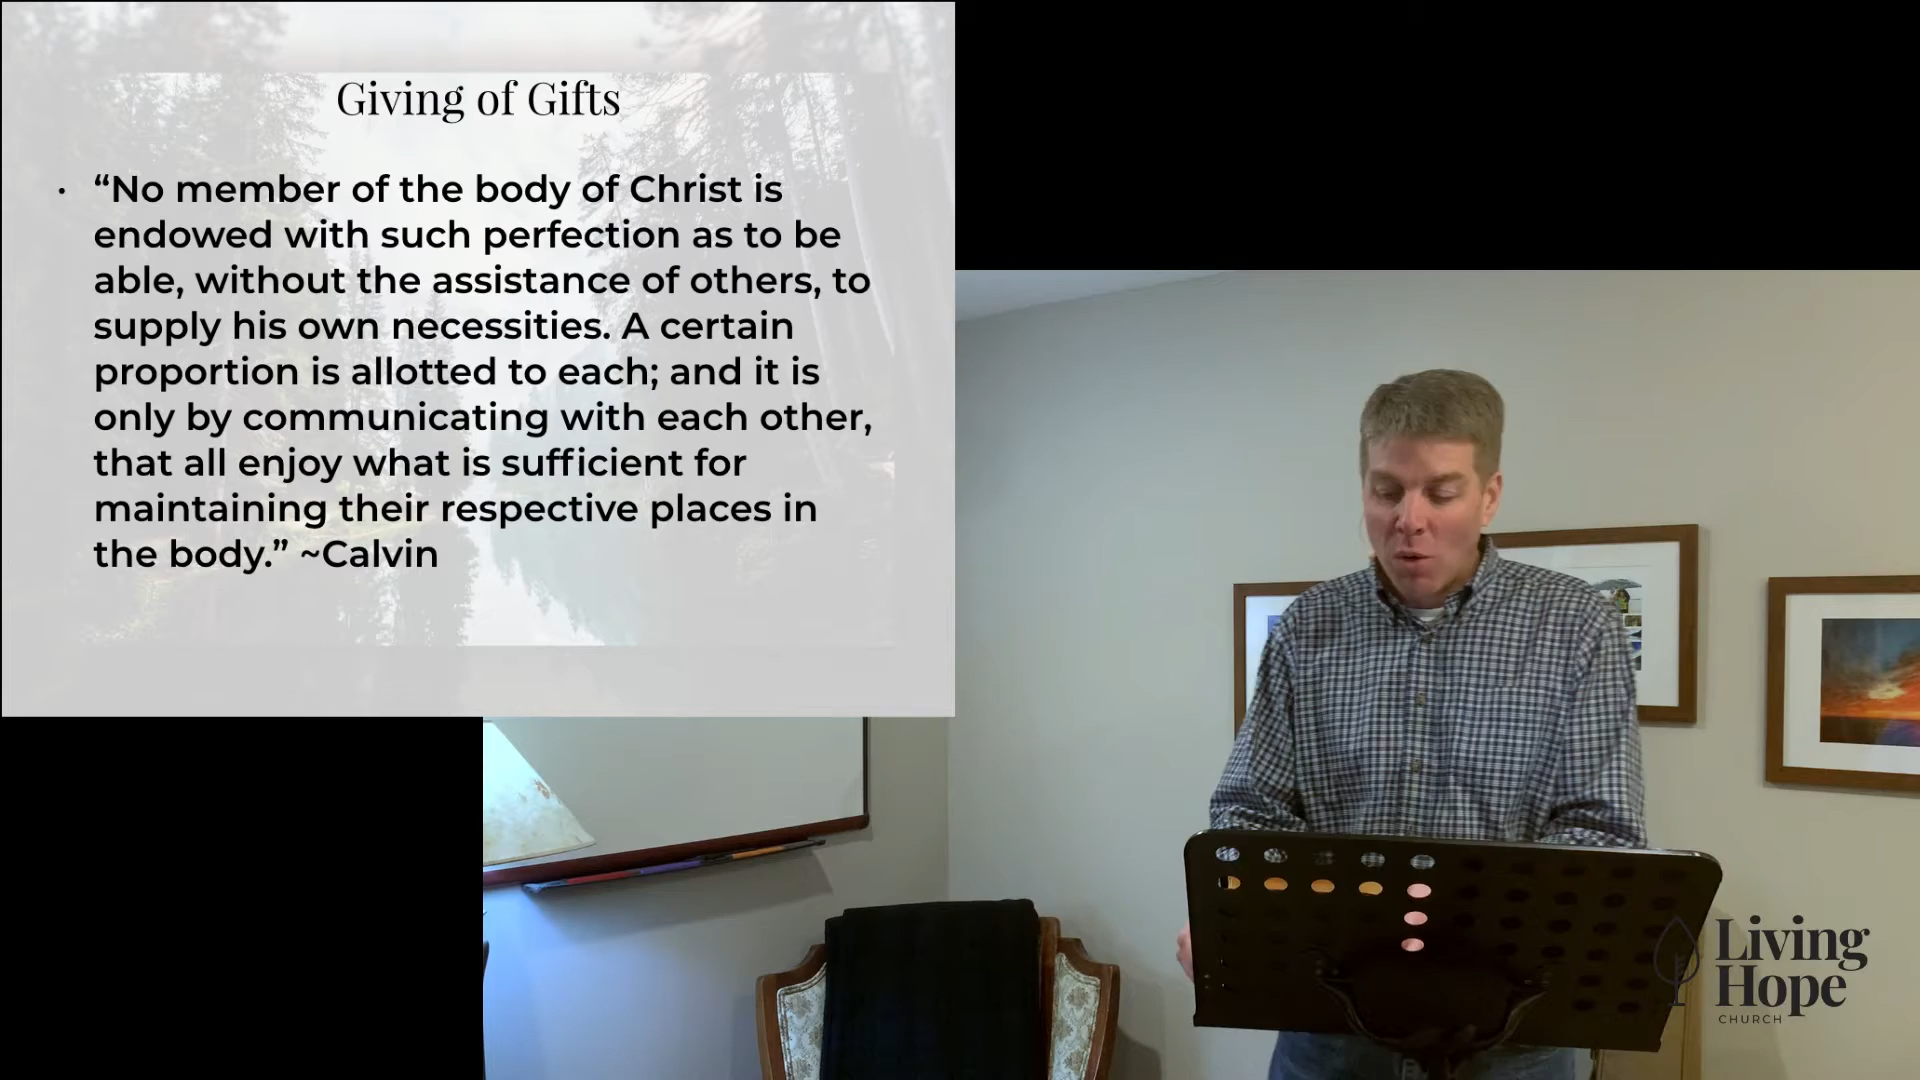 Giving of Gifts
• “No member of the body of Christ is
endowed with such perfection as to be
able, without the assistance of others, to
supply his own necessities. A certain
proportion is allotted to each; and it is
only by communicating with each other,
that all enjoy what is sufficient for
maintaining their respective places in
the body.” ~Calvin
Living
Hope
CHURCH